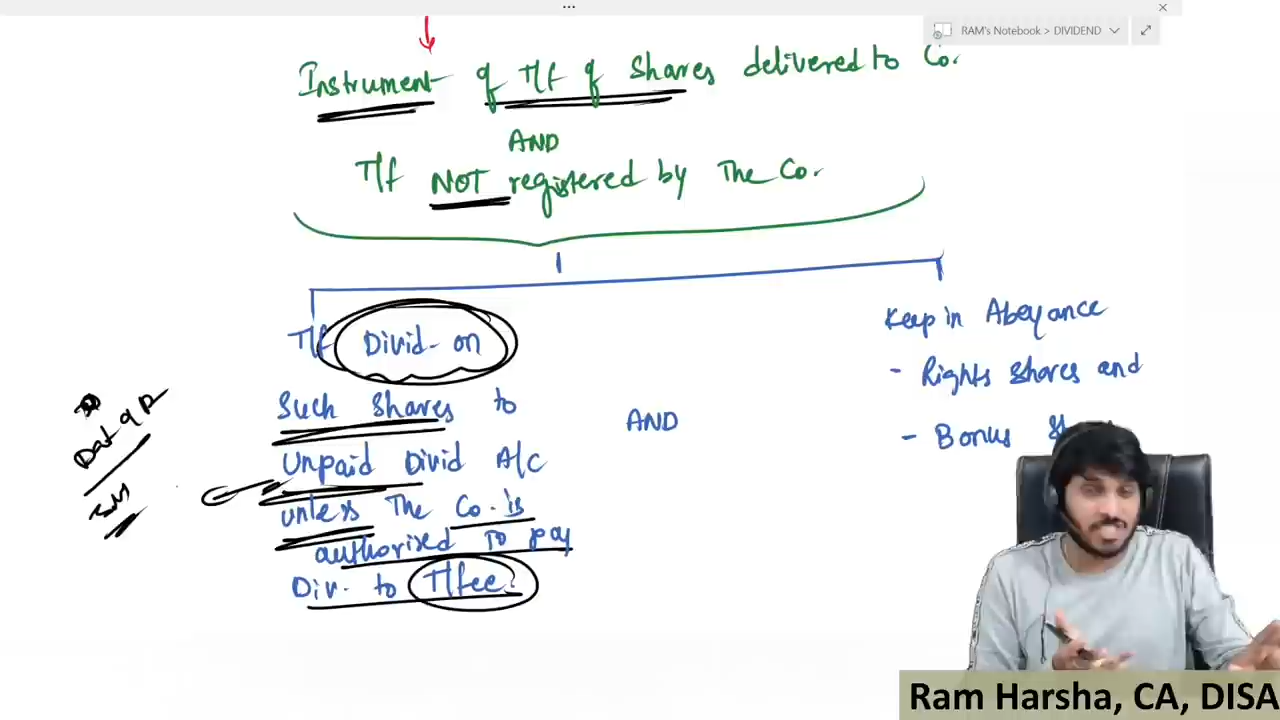 RAM's Notebook > DIVIDEND
Instrument of T/f of Shares delivered to Co.
AND
T/f NOT registered by The Co.
T/f Divid- on
Such Shares to
Unpaid Divid A/c
unless The Co. is
authorised to pay
Div. to T/fee.
AND
Keep in Abeyance
- Rights Shares and
- Bonus
Ram Harsha, CA, DISA